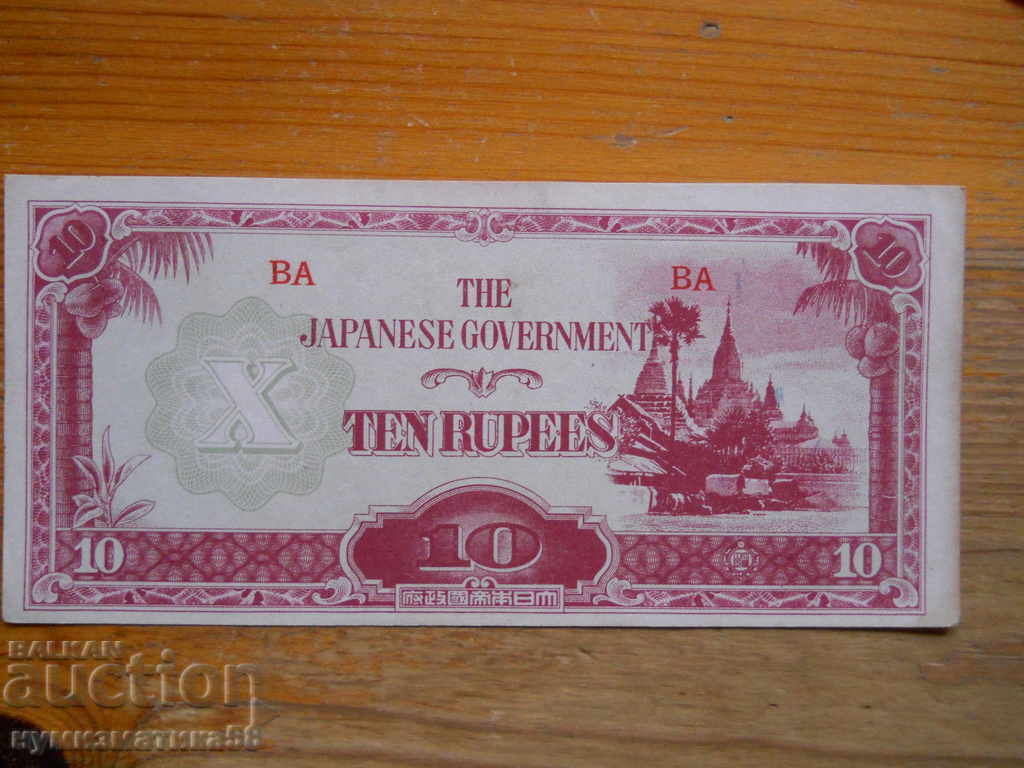 10 10
BA BA
THE
JAPANESE GOVERNMENT
X
TEN RUPEES
10 10 10
府政國帝本日大
BALKAN
auction
нумизматика58